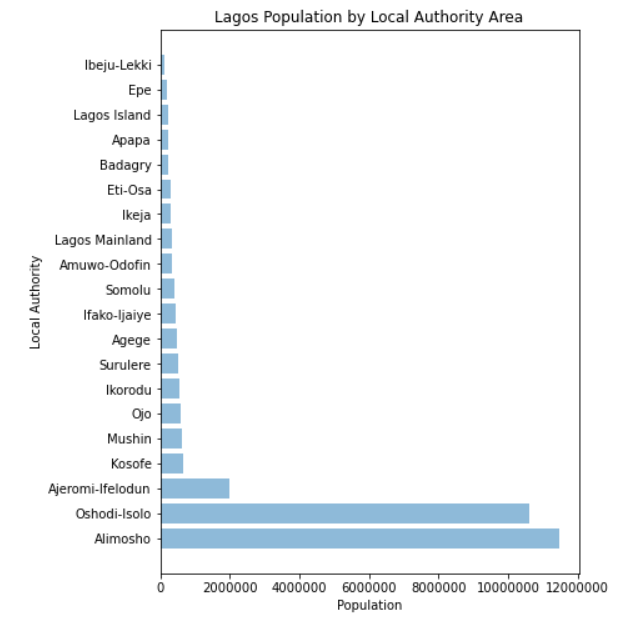 Lagos Population by Local Authority Area
Ibeju-Lekki
Epe
Lagos Island
Apapa
Badagry
Eti-Osa
Ikeja
Lagos Mainland
Amuwo-Odofin
Somolu
Ifako-Ijaiye
Agege
Surulere
Ikorodu
Ojo
Mushin
Kosofe
Ajeromi-Ifelodun
Oshodi-Isolo
Alimosho
Local Authority
0 2000000 4000000 6000000 8000000 10000000 12000000
Population